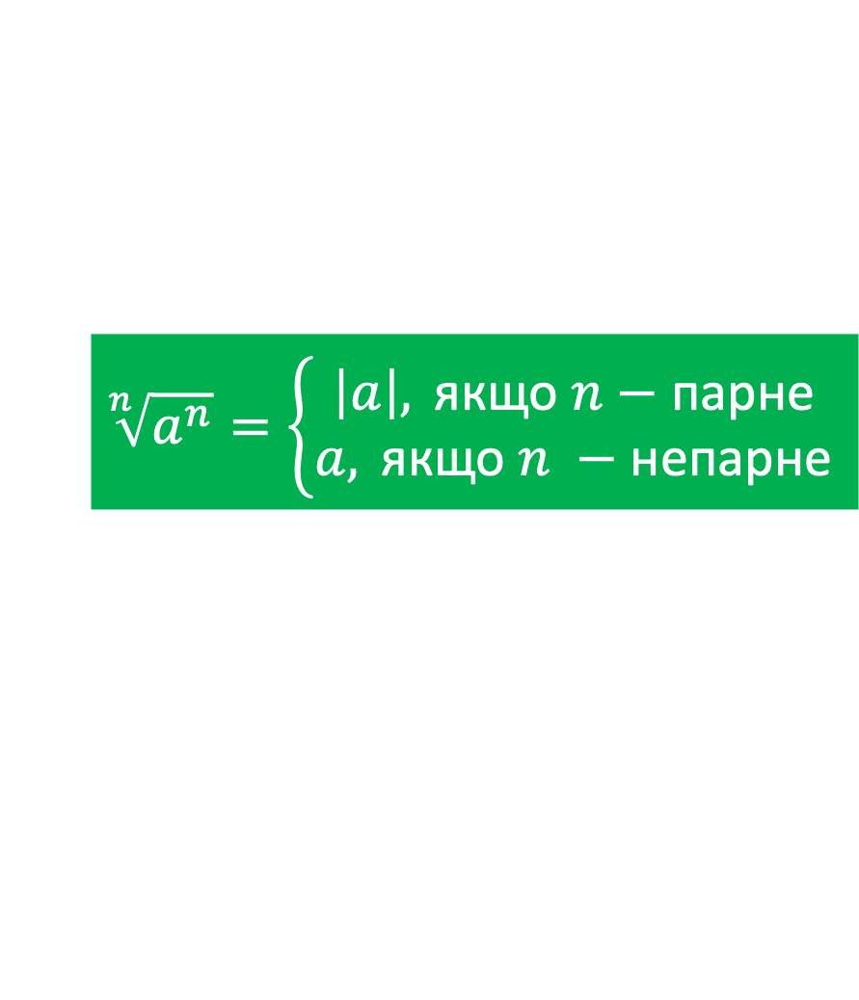 ⁿ√aⁿ = { |a|, якщо n − парне
a, якщо n − непарне